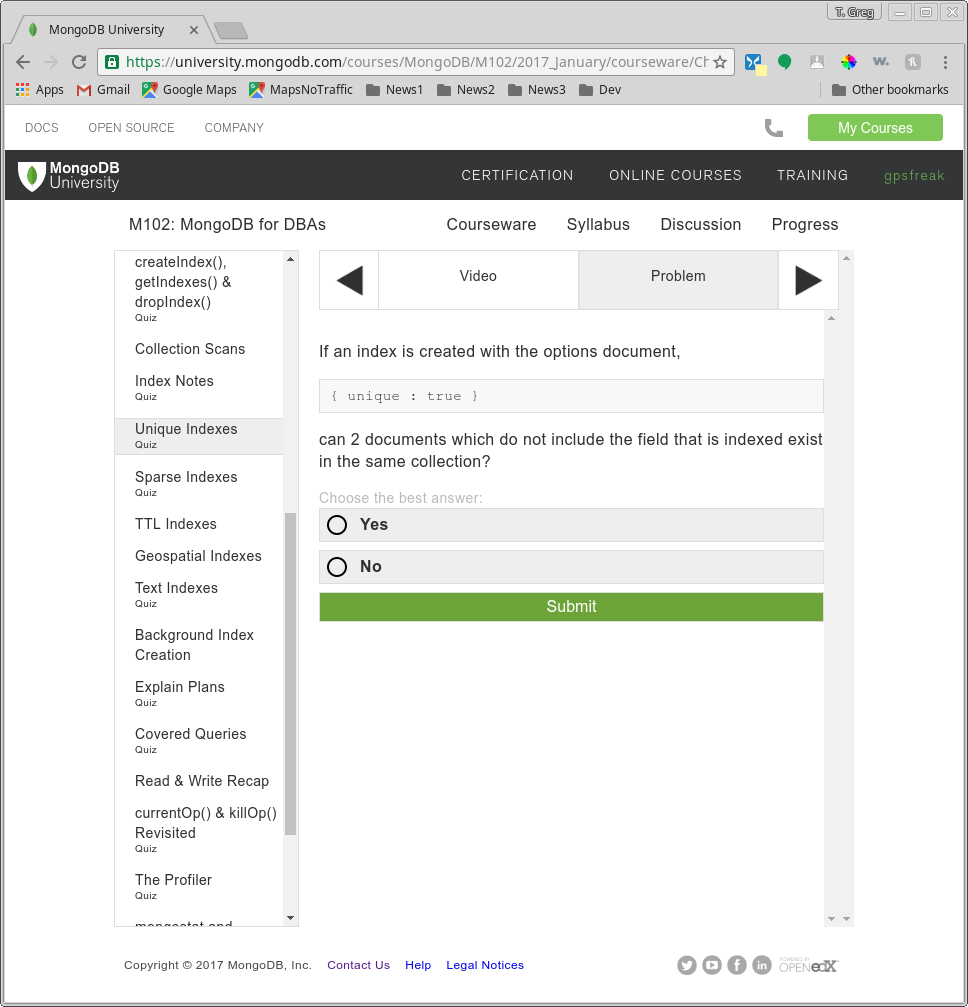 T. Greg
MongoDB University
https://university.mongodb.com/courses/MongoDB/M102/2017_January/courseware/Ch
Apps Gmail Google Maps MapsNoTraffic News1 News2 News3 Dev Other bookmarks
DOCS OPEN SOURCE COMPANY My Courses
MongoDB
University
CERTIFICATION ONLINE COURSES TRAINING gpsfreak
M102: MongoDB for DBAs Courseware Syllabus Discussion Progress
createIndex(),
getIndexes() &
dropIndex()
Quiz
Collection Scans
Index Notes
Quiz
Unique Indexes
Quiz
Sparse Indexes
Quiz
TTL Indexes
Geospatial Indexes
Text Indexes
Quiz
Background Index
Creation
Explain Plans
Quiz
Covered Queries
Quiz
Read & Write Recap
currentOp() & killOp()
Revisited
Quiz
The Profiler
Quiz
mongostat and
Video Problem
If an index is created with the options document,
{ unique : true }
can 2 documents which do not include the field that is indexed exist
in the same collection?
Choose the best answer:
Yes
No
Submit
Copyright © 2017 MongoDB, Inc. Contact Us Help Legal Notices
POWERED BY
OPEN edX